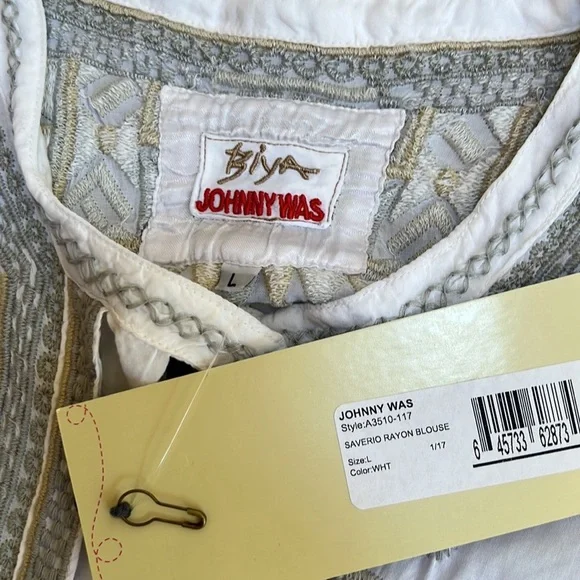 Biya
JOHNNY WAS
L
JOHNNY WAS
Style:A3510-117
SAVERIO RAYON BLOUSE
Size:L 1/17
Color:WHT
6 45733 62873